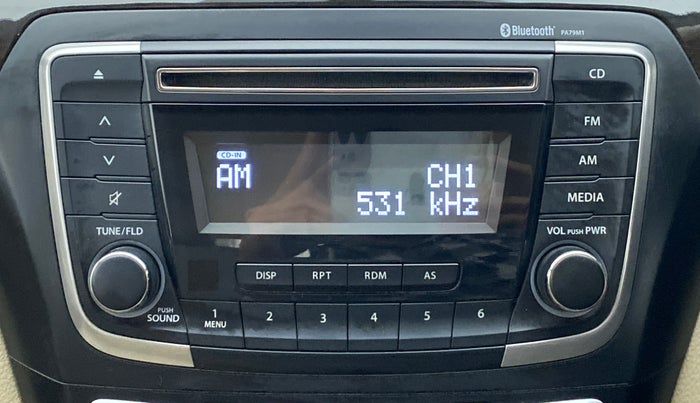 Bluetooth PA79M1
CD
FM
AM
MEDIA
CD-IN
AM CH1
531 kHz
TUNE/FLD
VOL PUSH PWR
DISP RPT RDM AS
PUSH
SOUND
1 2 3 4 5 6
MENU